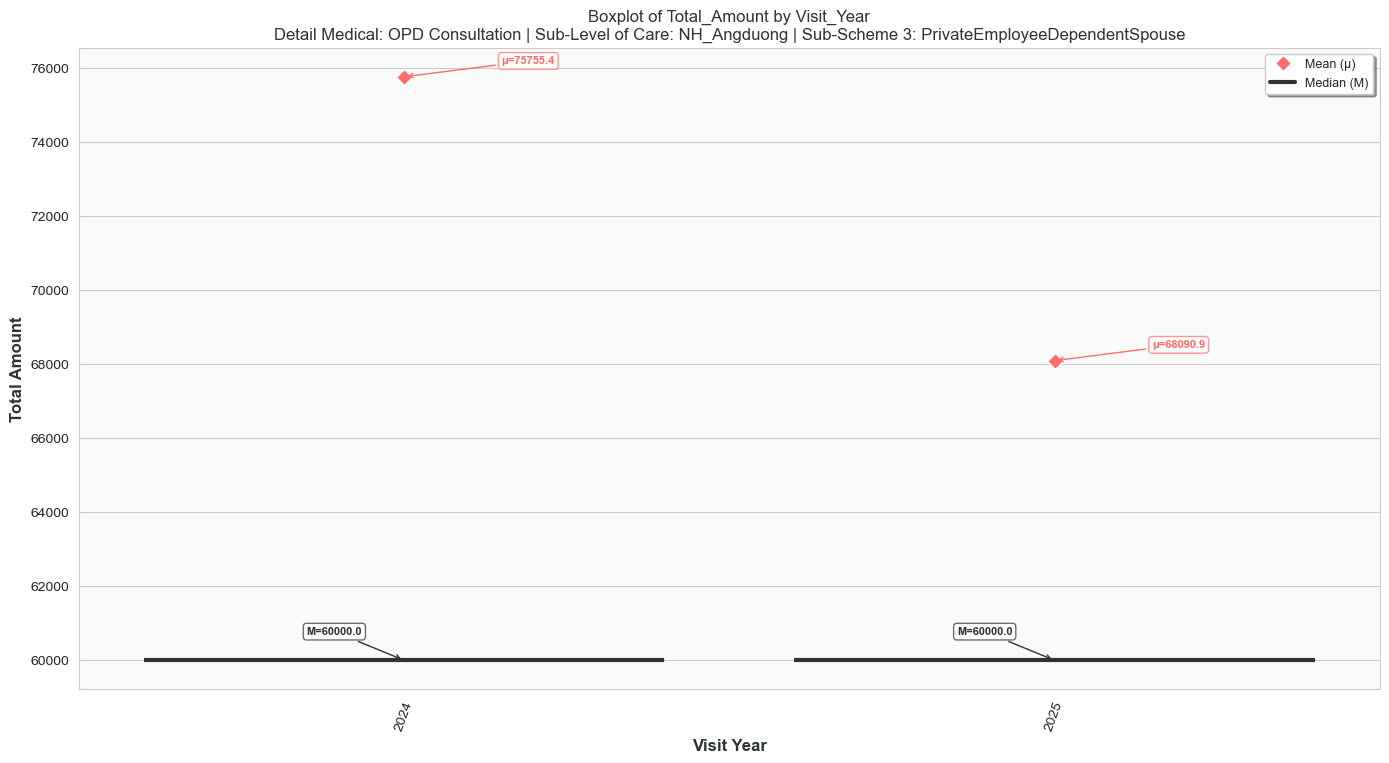 Boxplot of Total_Amount by Visit_Year
Detail Medical: OPD Consultation | Sub-Level of Care: NH_Angduong | Sub-Scheme 3: PrivateEmployeeDependentSpouse
Mean (μ)
Median (M)
μ=75755.4
μ=68090.9
M=60000.0
M=60000.0
Total Amount
76000
74000
72000
70000
68000
66000
64000
62000
60000
2024
2025
Visit Year